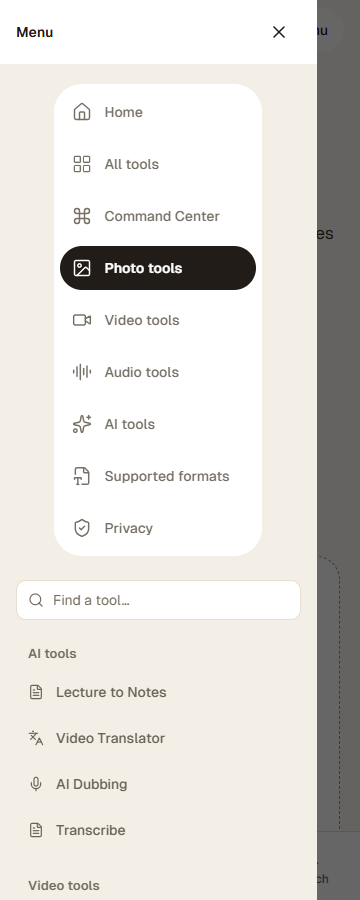 Menu
Home
All tools
Command Center
Photo tools
Video tools
Audio tools
AI tools
Supported formats
Privacy
Find a tool...
AI tools
Lecture to Notes
Video Translator
AI Dubbing
Transcribe
Video tools